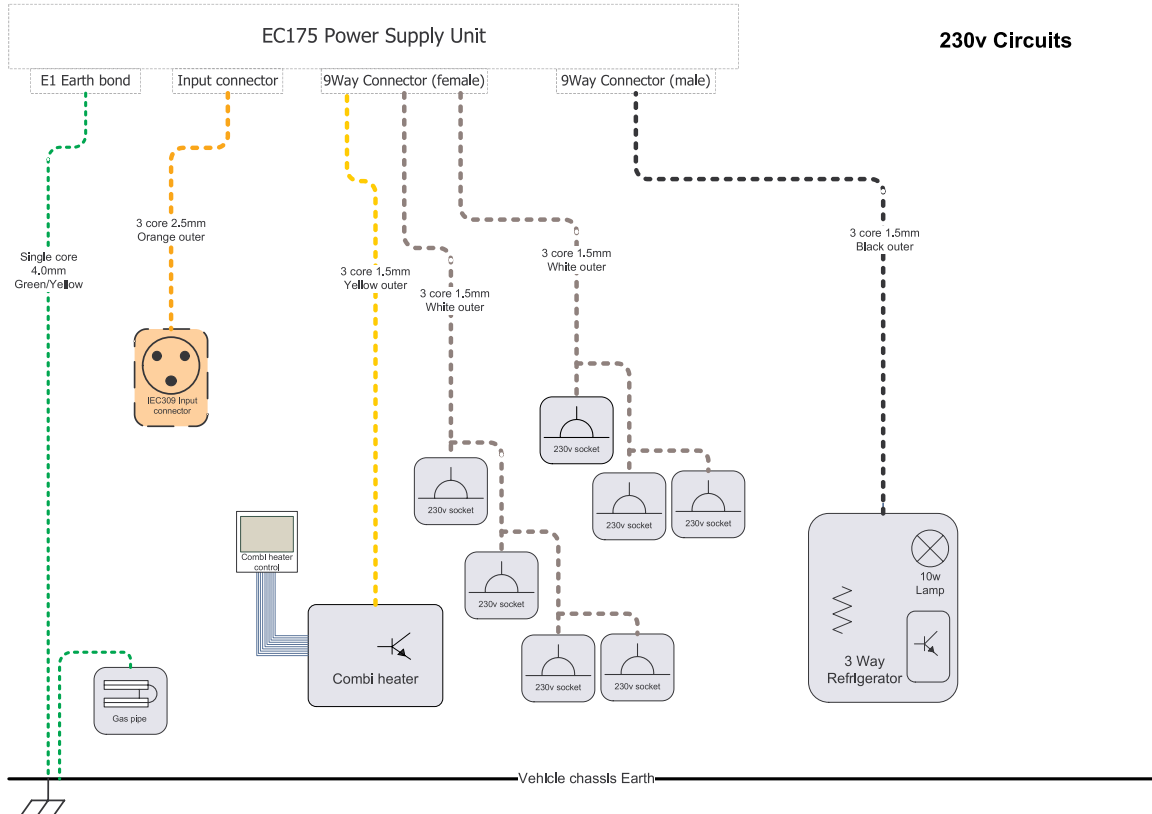 EC175 Power Supply Unit
230v Circuits
E1 Earth bond
Input connector
9Way Connector (female)
9Way Connector (male)
3 core 2.5mm
Orange outer
Single core
4.0mm
Green/Yellow
3 core 1.5mm
Yellow outer
3 core 1.5mm
White outer
3 core 1.5mm
White outer
3 core 1.5mm
Black outer
IEC309 Input
connector
230v socket
230v socket
230v socket
230v socket
230v socket
230v socket
230v socket
Combi heater
control
Combi heater
10w
Lamp
3 Way
Refrigerator
Gas pipe
Vehicle chassis Earth